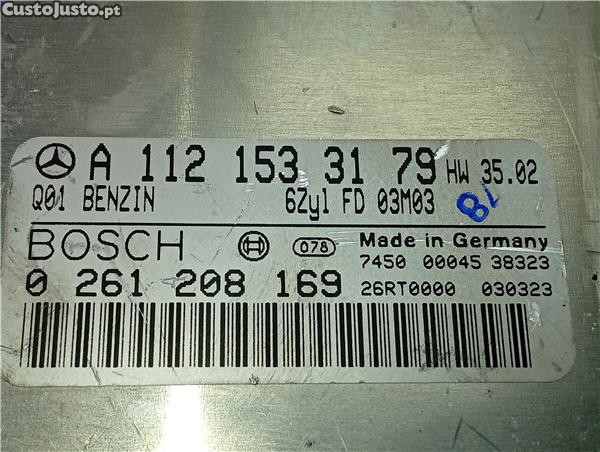 CustoJusto.pt
A 112 153 31 79 HW 35.02
Q01 BENZIN 6Zyl FD 03M03
18
BOSCH 078 Made in Germany
7450 00045 38323
0 261 208 169 26RT0000 030323